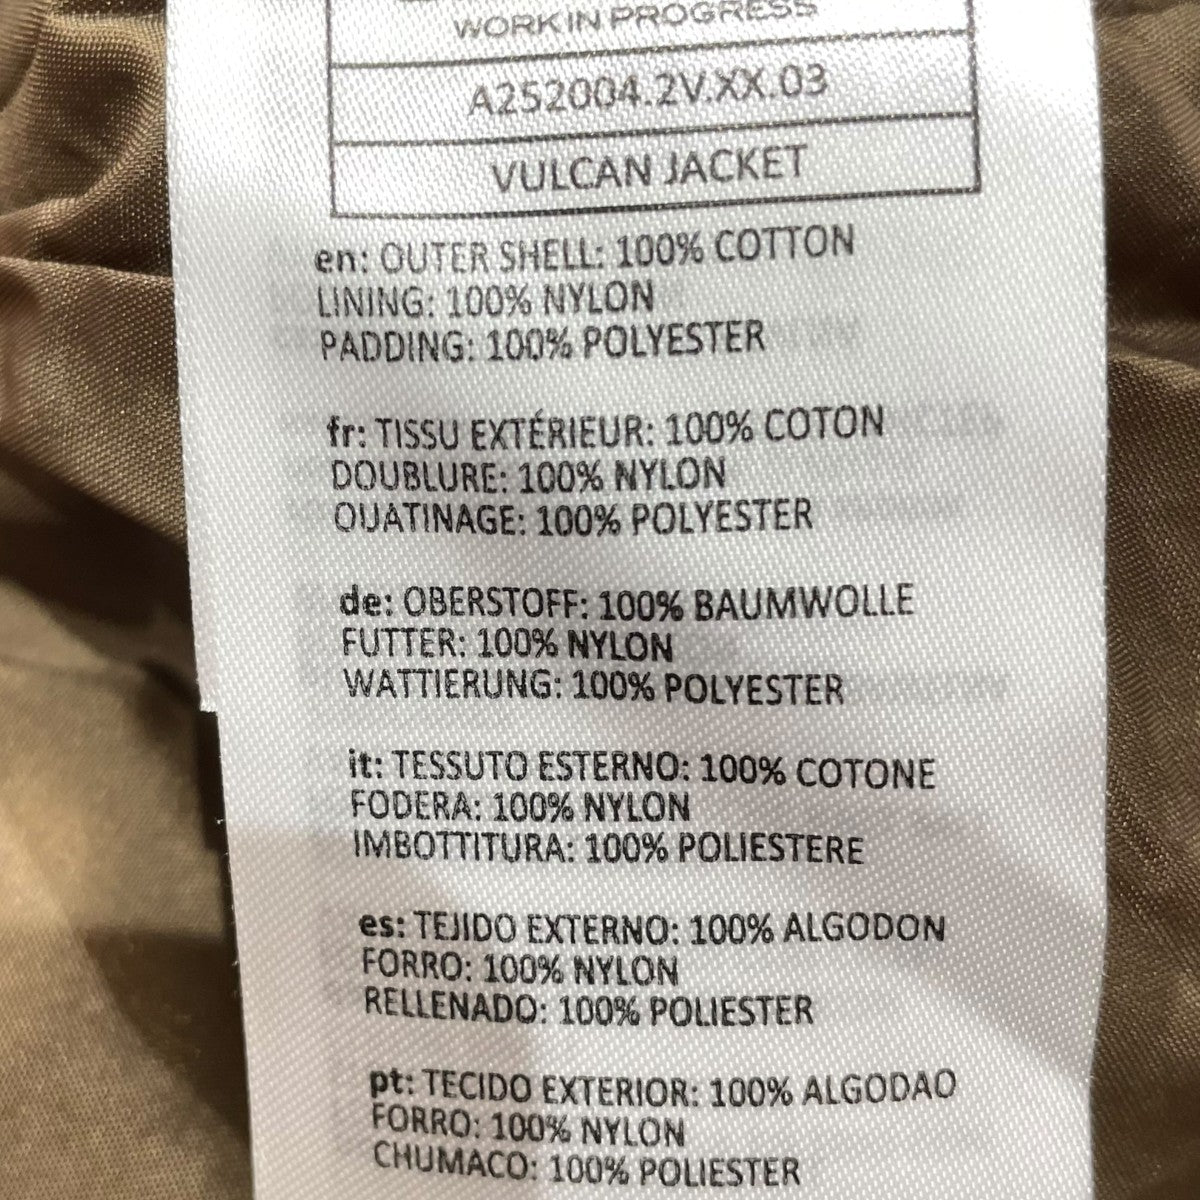 WORK IN PROGRESS
A252004.2V.XX.03
VULCAN JACKET
en: OUTER SHELL: 100% COTTON
LINING: 100% NYLON
PADDING: 100% POLYESTER
fr: TISSU EXTÉRIEUR: 100% COTON
DOUBLURE: 100% NYLON
OUATINAGE: 100% POLYESTER
de: OBERSTOFF: 100% BAUMWOLLE
FUTTER: 100% NYLON
WATTIERUNG: 100% POLYESTER
it: TESSUTO ESTERNO: 100% COTONE
FODERA: 100% NYLON
IMBOTTITURA: 100% POLIESTERE
es: TEJIDO EXTERNO: 100% ALGODON
FORRO: 100% NYLON
RELLENADO: 100% POLIESTER
pt: TECIDO EXTERIOR: 100% ALGODAO
FORRO: 100% NYLON
CHUMACO: 100% POLIESTER